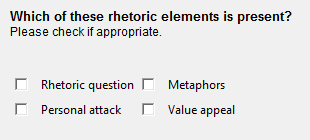 Which of these rhetoric elements is present?
Please check if appropriate.
Rhetoric question Metaphors
Personal attack Value appeal